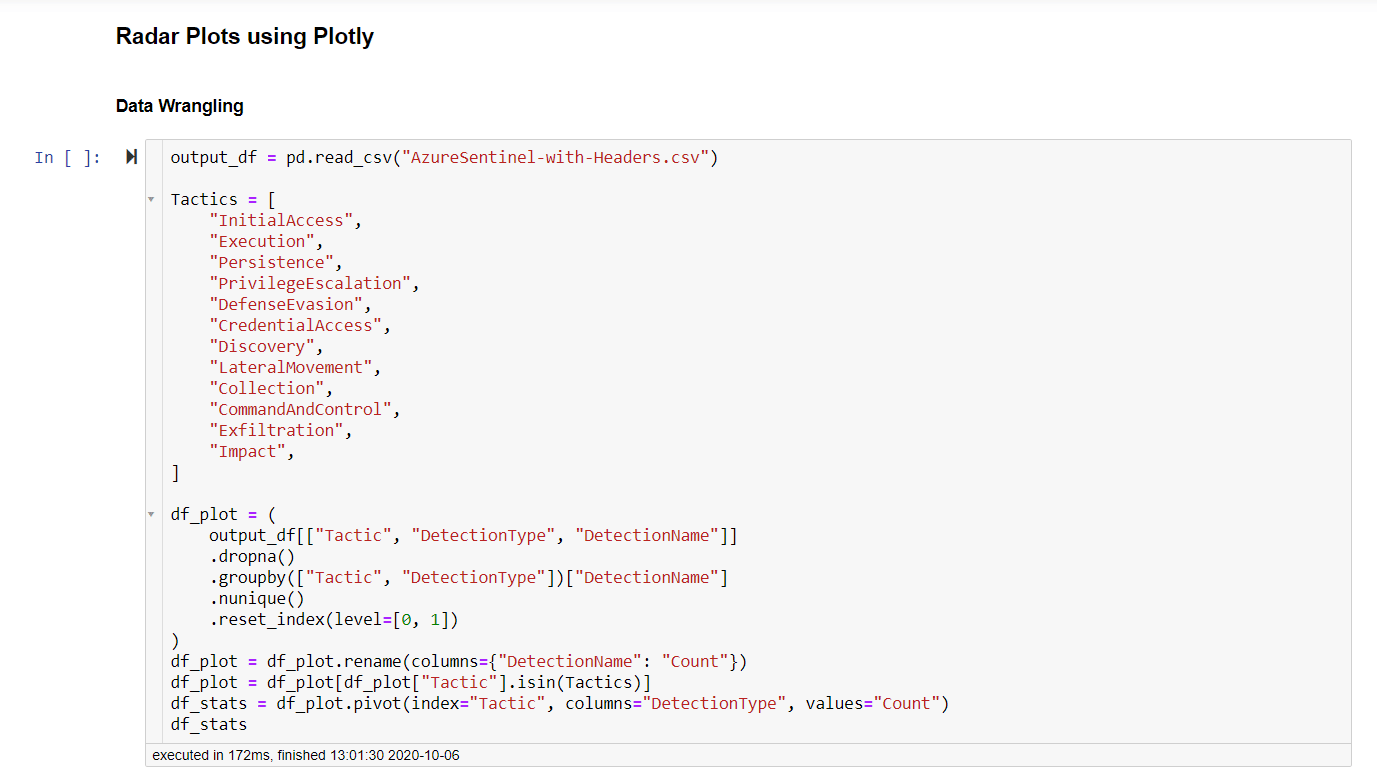 Radar Plots using Plotly
Data Wrangling
In [ ]:
output_df = pd.read_csv("AzureSentinel-with-Headers.csv")
Tactics = [
    "InitialAccess",
    "Execution",
    "Persistence",
    "PrivilegeEscalation",
    "DefenseEvasion",
    "CredentialAccess",
    "Discovery",
    "LateralMovement",
    "Collection",
    "CommandAndControl",
    "Exfiltration",
    "Impact",
]
df_plot = (
    output_df[["Tactic", "DetectionType", "DetectionName"]]
    .dropna()
    .groupby(["Tactic", "DetectionType"])["DetectionName"]
    .nunique()
    .reset_index(level=[0, 1])
)
df_plot = df_plot.rename(columns={"DetectionName": "Count"})
df_plot = df_plot[df_plot["Tactic"].isin(Tactics)]
df_stats = df_plot.pivot(index="Tactic", columns="DetectionType", values="Count")
df_stats
executed in 172ms, finished 13:01:30 2020-10-06